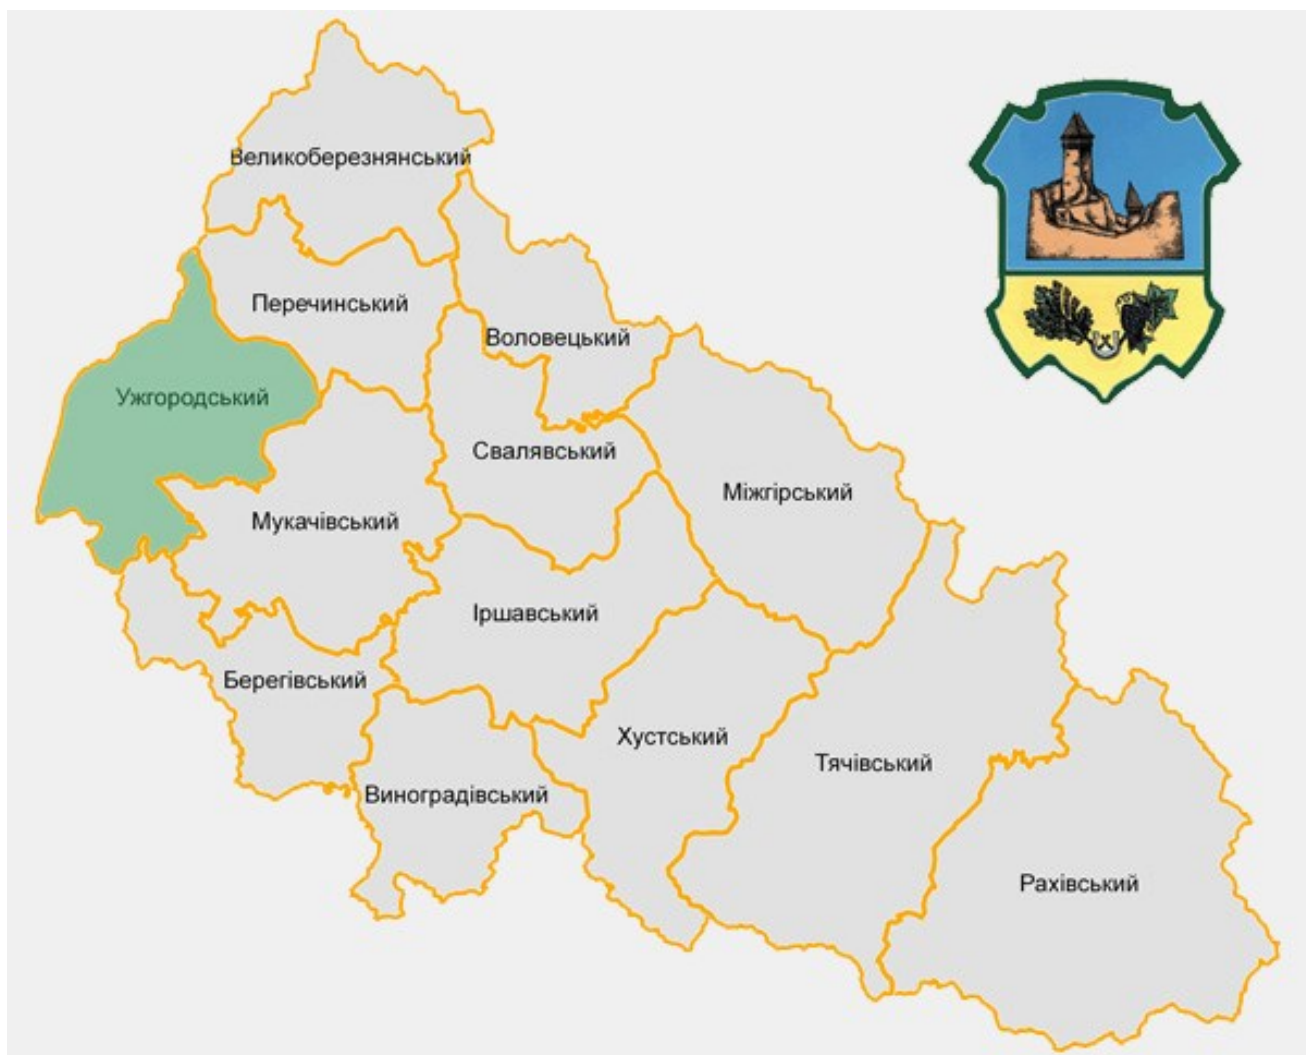 Великоберезнянський
Перечинський
Воловецький
Ужгородський
Свалявський
Міжгірський
Мукачівський
Іршавський
Берегівський
Хустський
Тячівський
Виноградівський
Рахівський